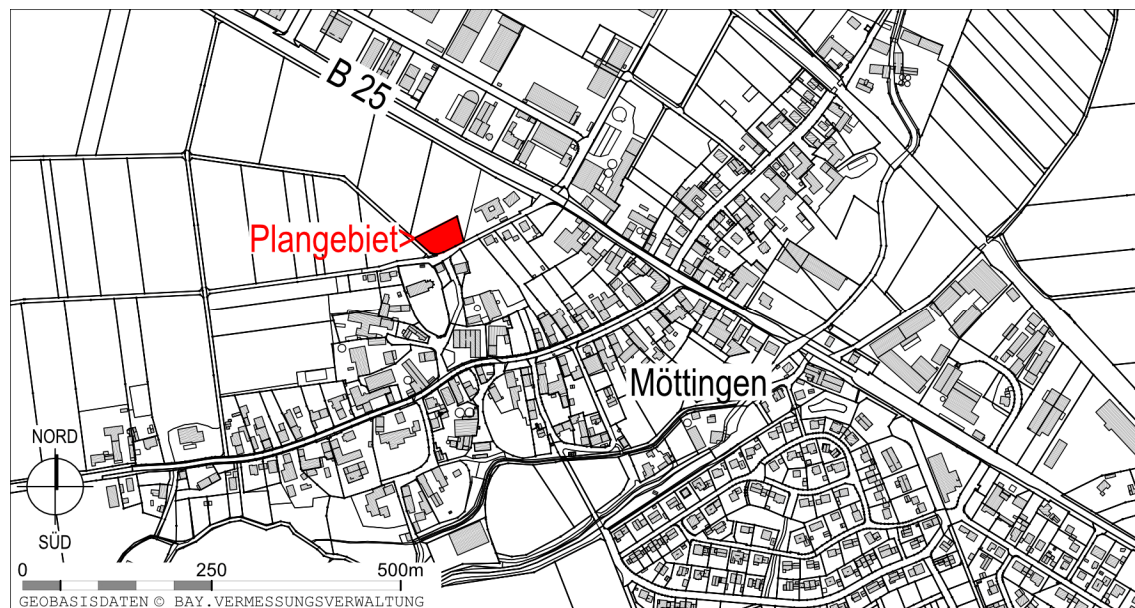 B 25
Plangebiet>
Möttingen
NORD
SÜD
0 250 500m
GEOBASISDATEN © BAY.VERMESSUNGSVERWALTUNG